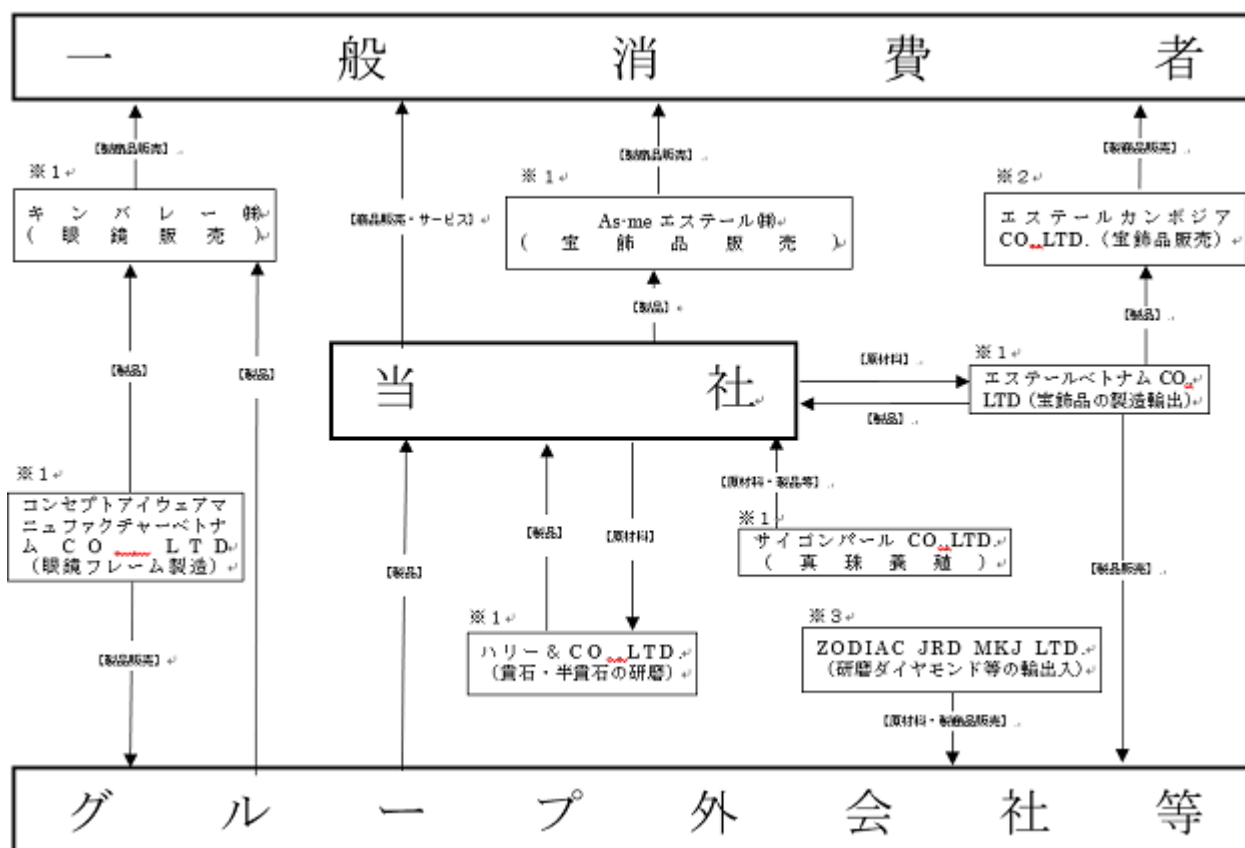 一般消費者
【製商品販売】
※1
キンバレー㈱
(眼鏡販売)
【商品販売・サービス】
【製商品販売】
※1
As-meエステール㈱
(宝飾品販売)
【製商品販売】
※2
エステールカンボジア
CO.,LTD.（宝飾品販売）
【製品】
【製品】
【製品】
【製品】
当社
【原材料】
【製品】
※1
エステールベトナム CO.,
LTD（宝飾品の製造輸出）
※1
コンセプトアイウェアマ
ニュファクチャーベトナ
ム CO., LTD
（眼鏡フレーム製造）
【製品】
【製品】
【原材料】
【原材料・製品等】
※1
サイゴンパール CO.,LTD.
(真珠養殖)
【製品販売】
※1
ハリー＆CO.,LTD.
（貴石・半貴石の研磨）
※3
ZODIAC JRD MKJ LTD.
（研磨ダイヤモンド等の輸出入）
【製品販売】
【原材料・製商品販売】
グループ外会社等